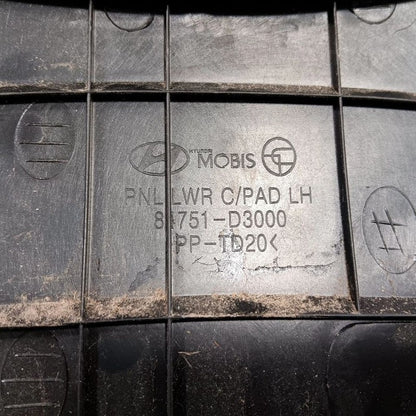 HYUNDAI
MOBIS
PNL LWR C/PAD LH
84751-D3000
>PP-TD20<